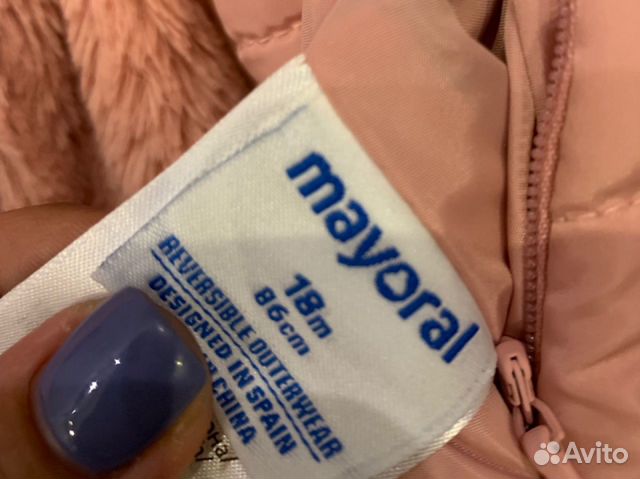 mayoral
18m
86cm
REVERSIBLE OUTERWEAR
DESIGNED IN SPAIN
CHINA
Avito